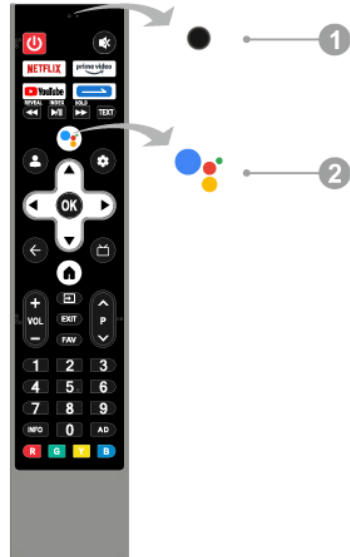 1
NETFLIX
prime video
YouTube
REVEAL INDEX HOLD
TEXT
2
OK
+
VOL
−
EXIT
P
FAV
1 2 3
4 5 6
7 8 9
INFO 0 AD
R G Y B